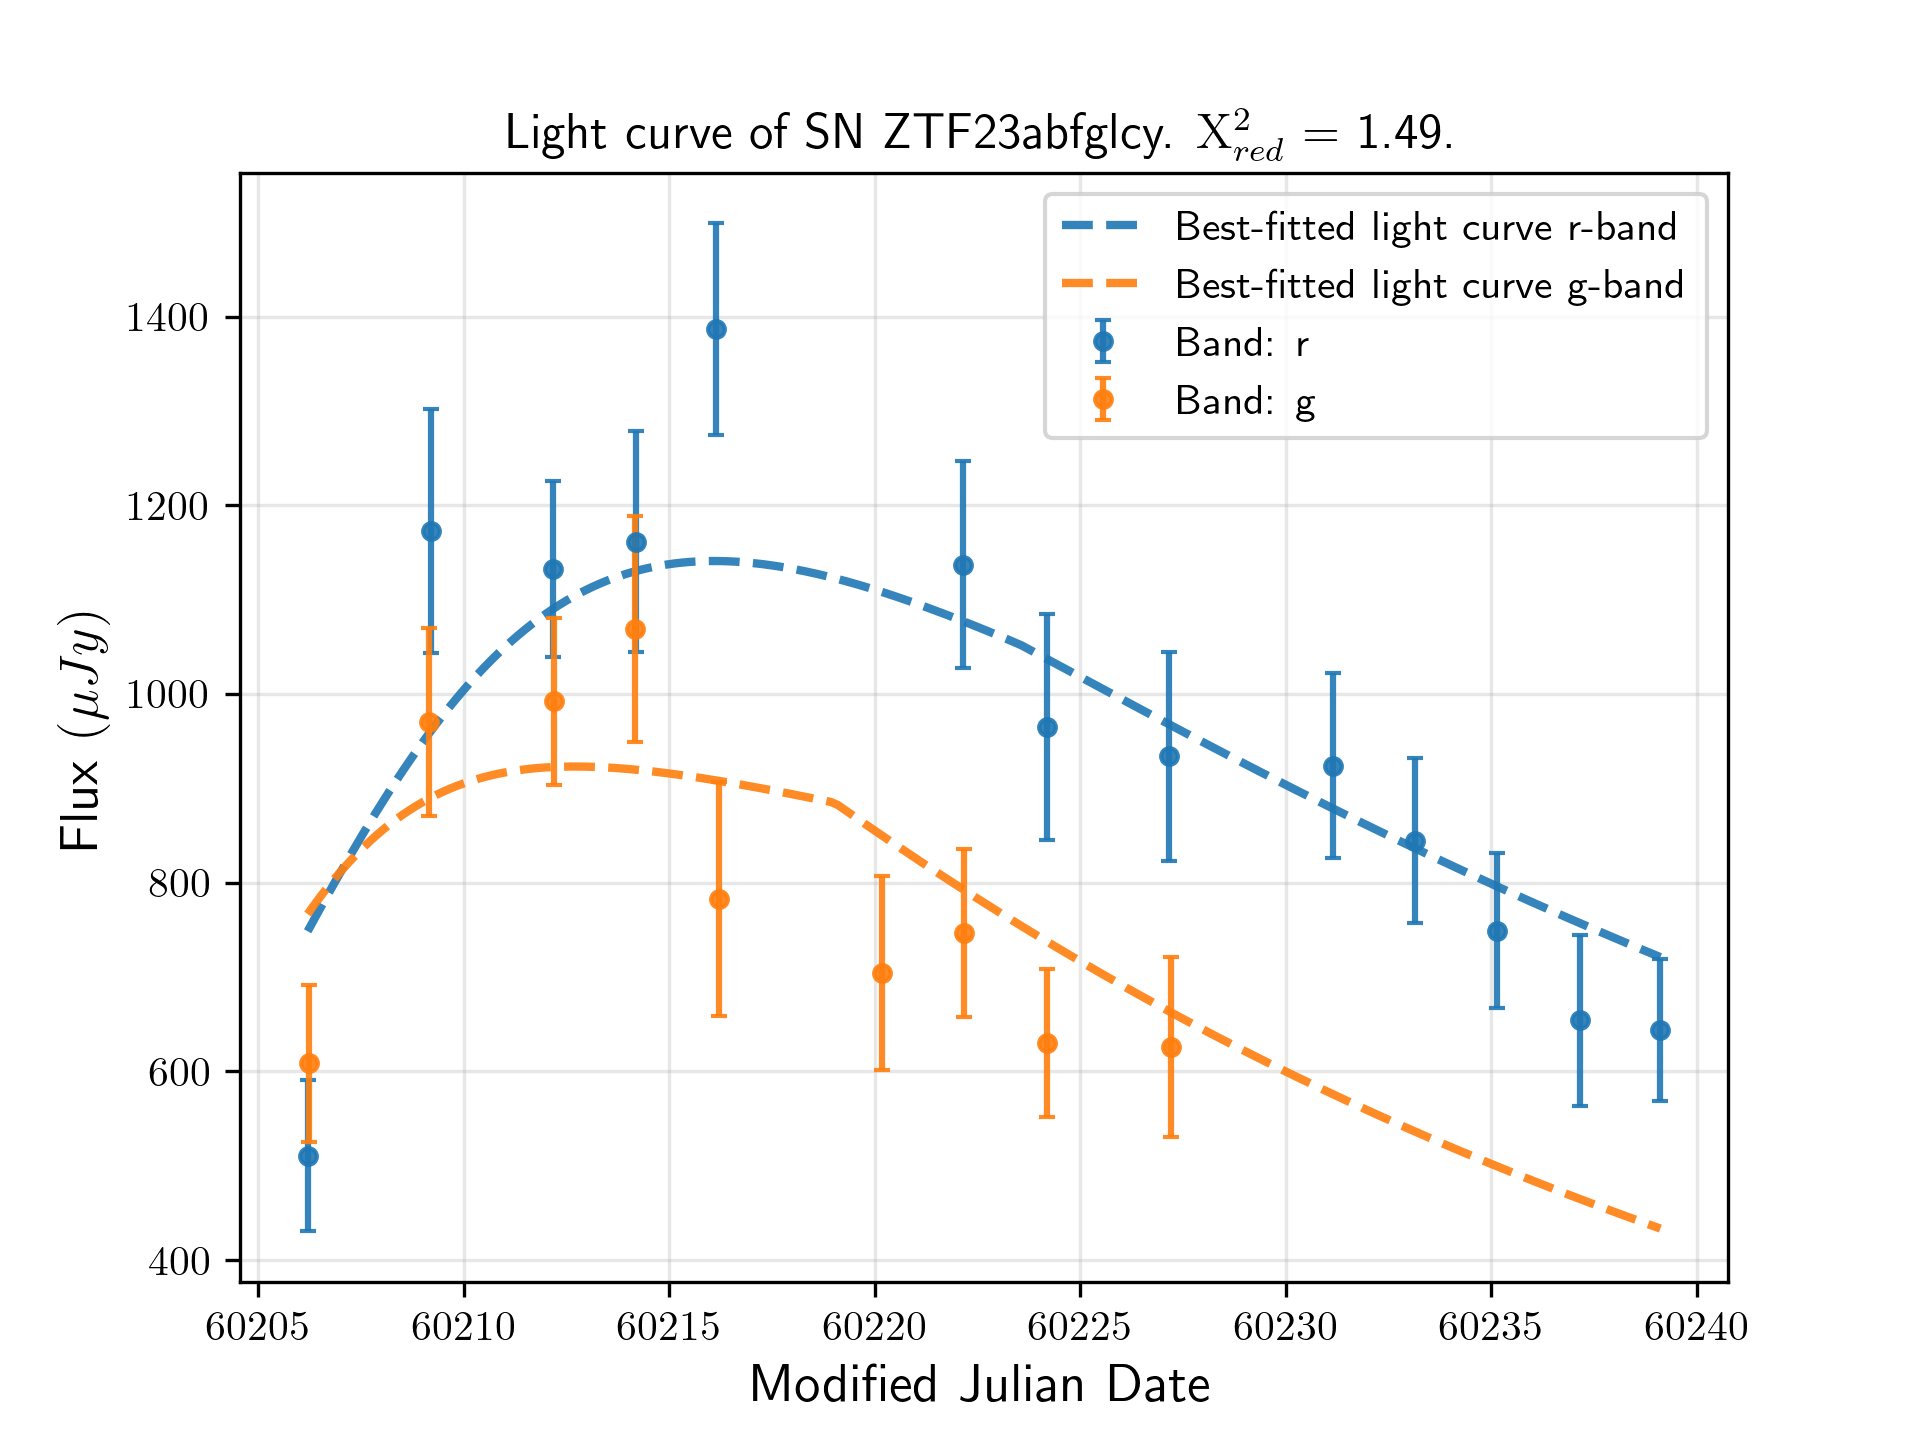 Light curve of SN ZTF23abfglcy. X²_red = 1.49.
Best-fitted light curve r-band
Best-fitted light curve g-band
Band: r
Band: g
Flux (μJy)
1400
1200
1000
800
600
400
60205 60210 60215 60220 60225 60230 60235 60240
Modified Julian Date